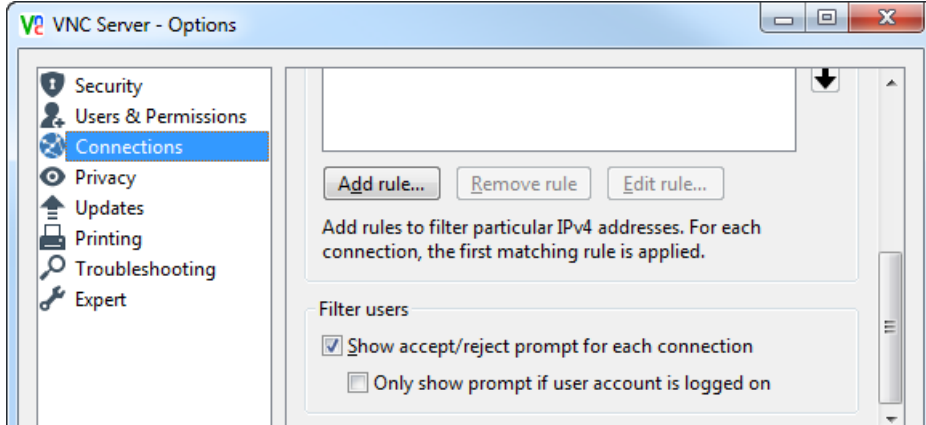 VNC Server - Options
Security
Users & Permissions
Connections
Privacy
Updates
Printing
Troubleshooting
Expert
Add rule...
Remove rule
Edit rule...
Add rules to filter particular IPv4 addresses. For each
connection, the first matching rule is applied.
Filter users
Show accept/reject prompt for each connection
Only show prompt if user account is logged on